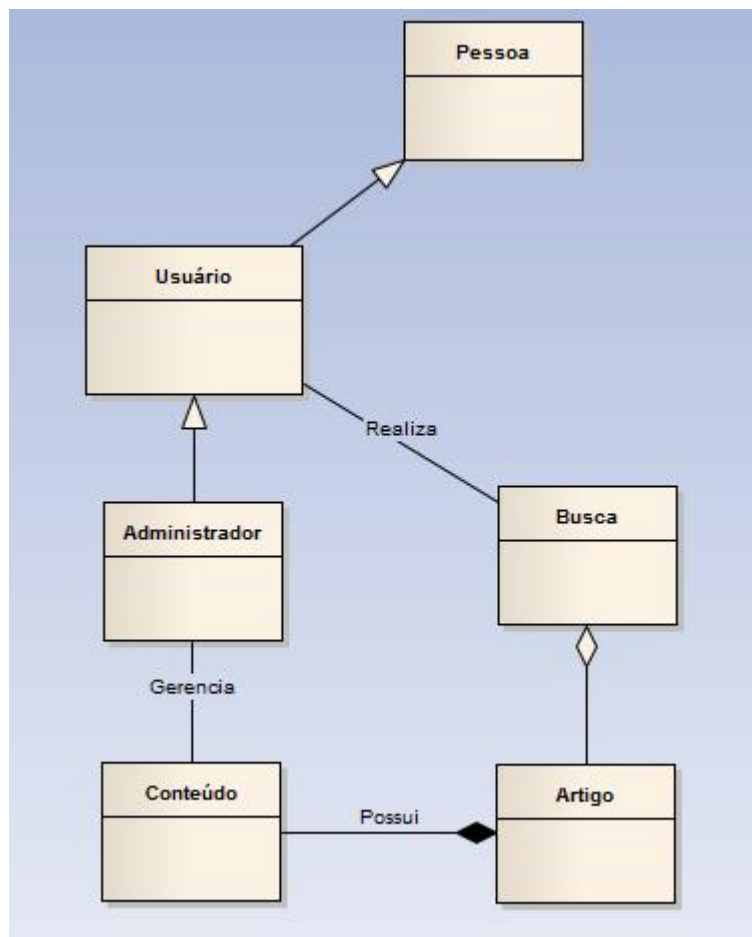 Pessoa
Usuário
Realiza
Administrador
Busca
Gerencia
Conteúdo
Possui
Artigo